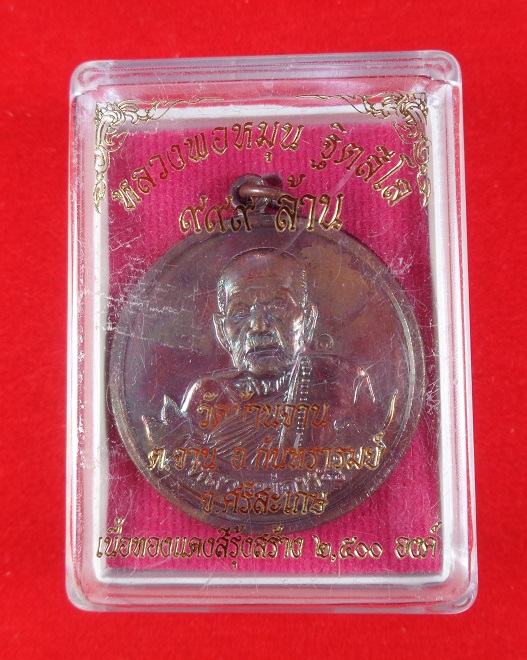 หลวงพ่อหมุน ฐิตสีโล
๙๙๙ ล้าน
วัดบ้านจาน
ต.จาน อ.กันทรารมย์
จ.ศรีสะเกษ
เนื้อทองแดงสีรุ้งสร้าง ๒,๕๐๐ องค์